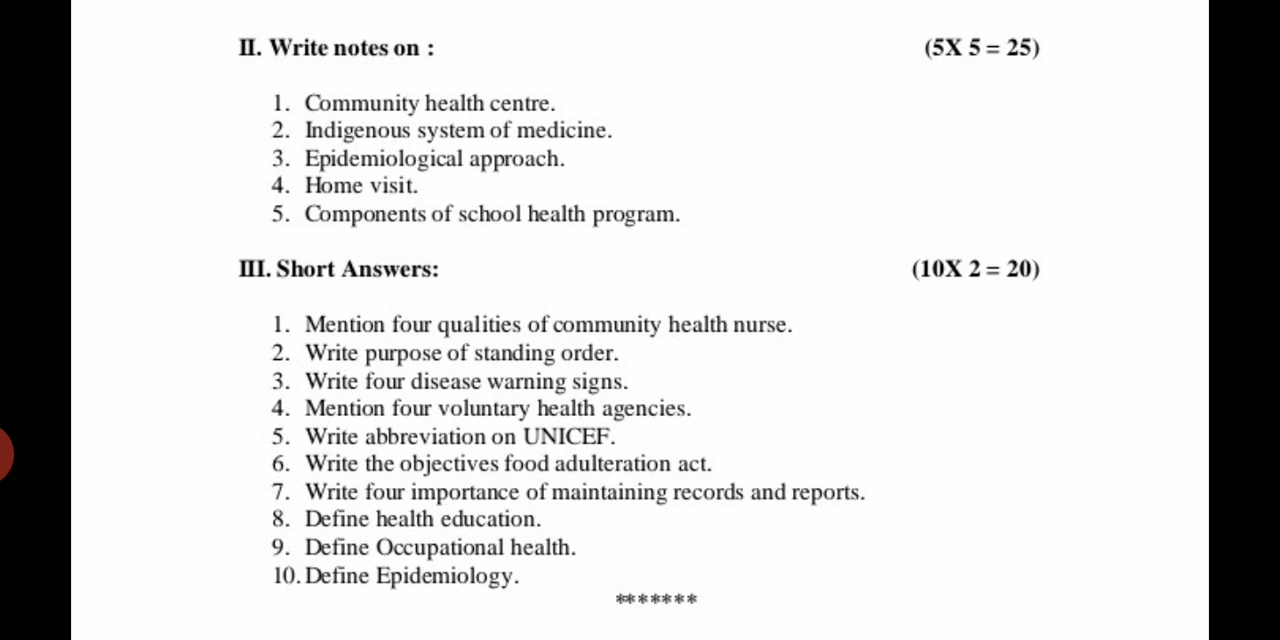 II. Write notes on : (5X 5 = 25)
1. Community health centre.
2. Indigenous system of medicine.
3. Epidemiological approach.
4. Home visit.
5. Components of school health program.
III. Short Answers: (10X 2 = 20)
1. Mention four qualities of community health nurse.
2. Write purpose of standing order.
3. Write four disease warning signs.
4. Mention four voluntary health agencies.
5. Write abbreviation on UNICEF.
6. Write the objectives food adulteration act.
7. Write four importance of maintaining records and reports.
8. Define health education.
9. Define Occupational health.
10. Define Epidemiology.
*******